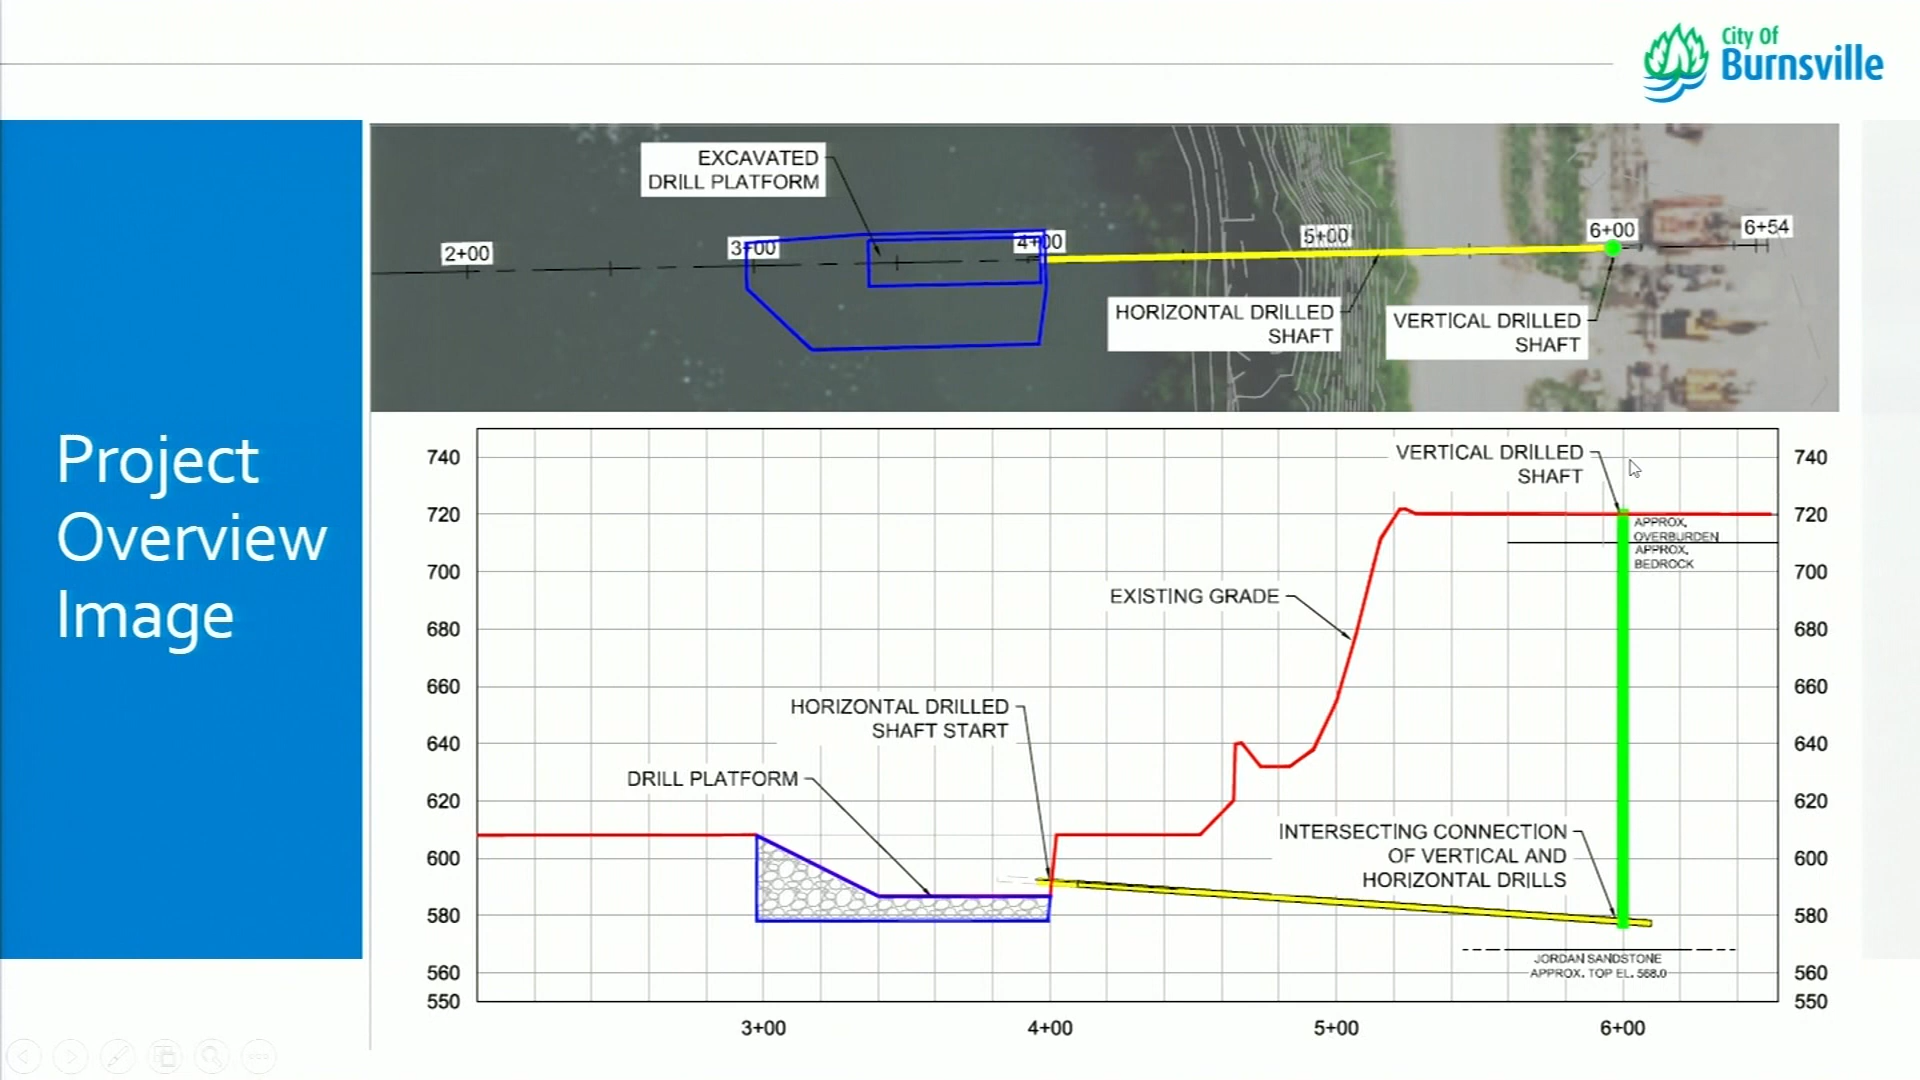 City Of
Burnsville
Project
Overview
Image
EXCAVATED
DRILL PLATFORM
2+00
3+00
4+00
5+00
6+00
6+54
HORIZONTAL DRILLED
SHAFT
VERTICAL DRILLED
SHAFT
740
720
700
680
660
640
620
600
580
560
550
VERTICAL DRILLED
SHAFT
APPROX.
OVERBURDEN
APPROX.
BEDROCK
EXISTING GRADE
HORIZONTAL DRILLED
SHAFT START
DRILL PLATFORM
INTERSECTING CONNECTION
OF VERTICAL AND
HORIZONTAL DRILLS
JORDAN SANDSTONE
APPROX. TOP EL. 568.0
740
720
700
680
660
640
620
600
580
560
550
3+00
4+00
5+00
6+00